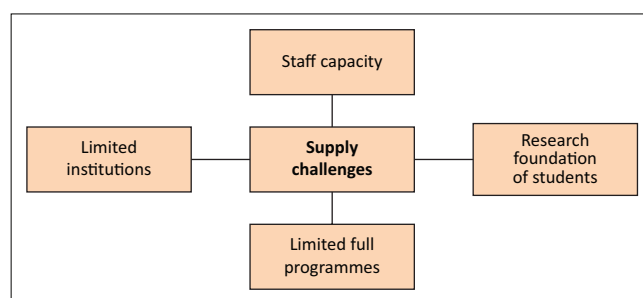 Staff capacity
Limited
institutions
Supply
challenges
Research
foundation
of students
Limited full
programmes